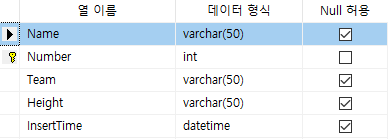 열 이름 데이터 형식 Null 허용
Name varchar(50)
Number int
Team varchar(50)
Height varchar(50)
InsertTime datetime